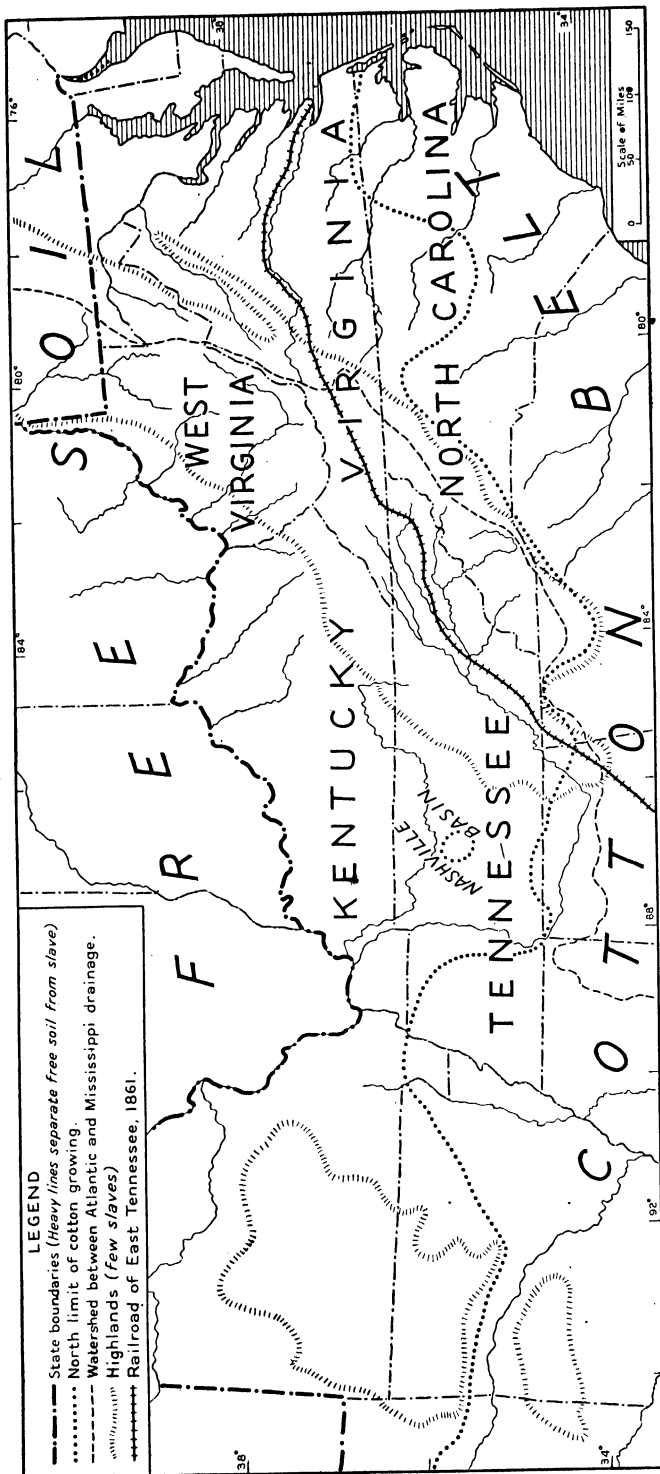 LEGEND
State boundaries (Heavy lines separate free soil from slave)
North limit of cotton growing.
Watershed between Atlantic and Mississippi drainage.
Highlands (few slaves)
Railroad of East Tennessee, 1861.
FREE SOIL
WEST
VIRGINIA
VIRGINIA
KENTUCKY
NORTH CAROLINA
TENNESSEE
NASHVILLE
BASIN
COTTON BELT
88°
84°
80°
76°
38°
38
34°
34
92°
88°
84°
80°
Scale of Miles
0 50 100 150